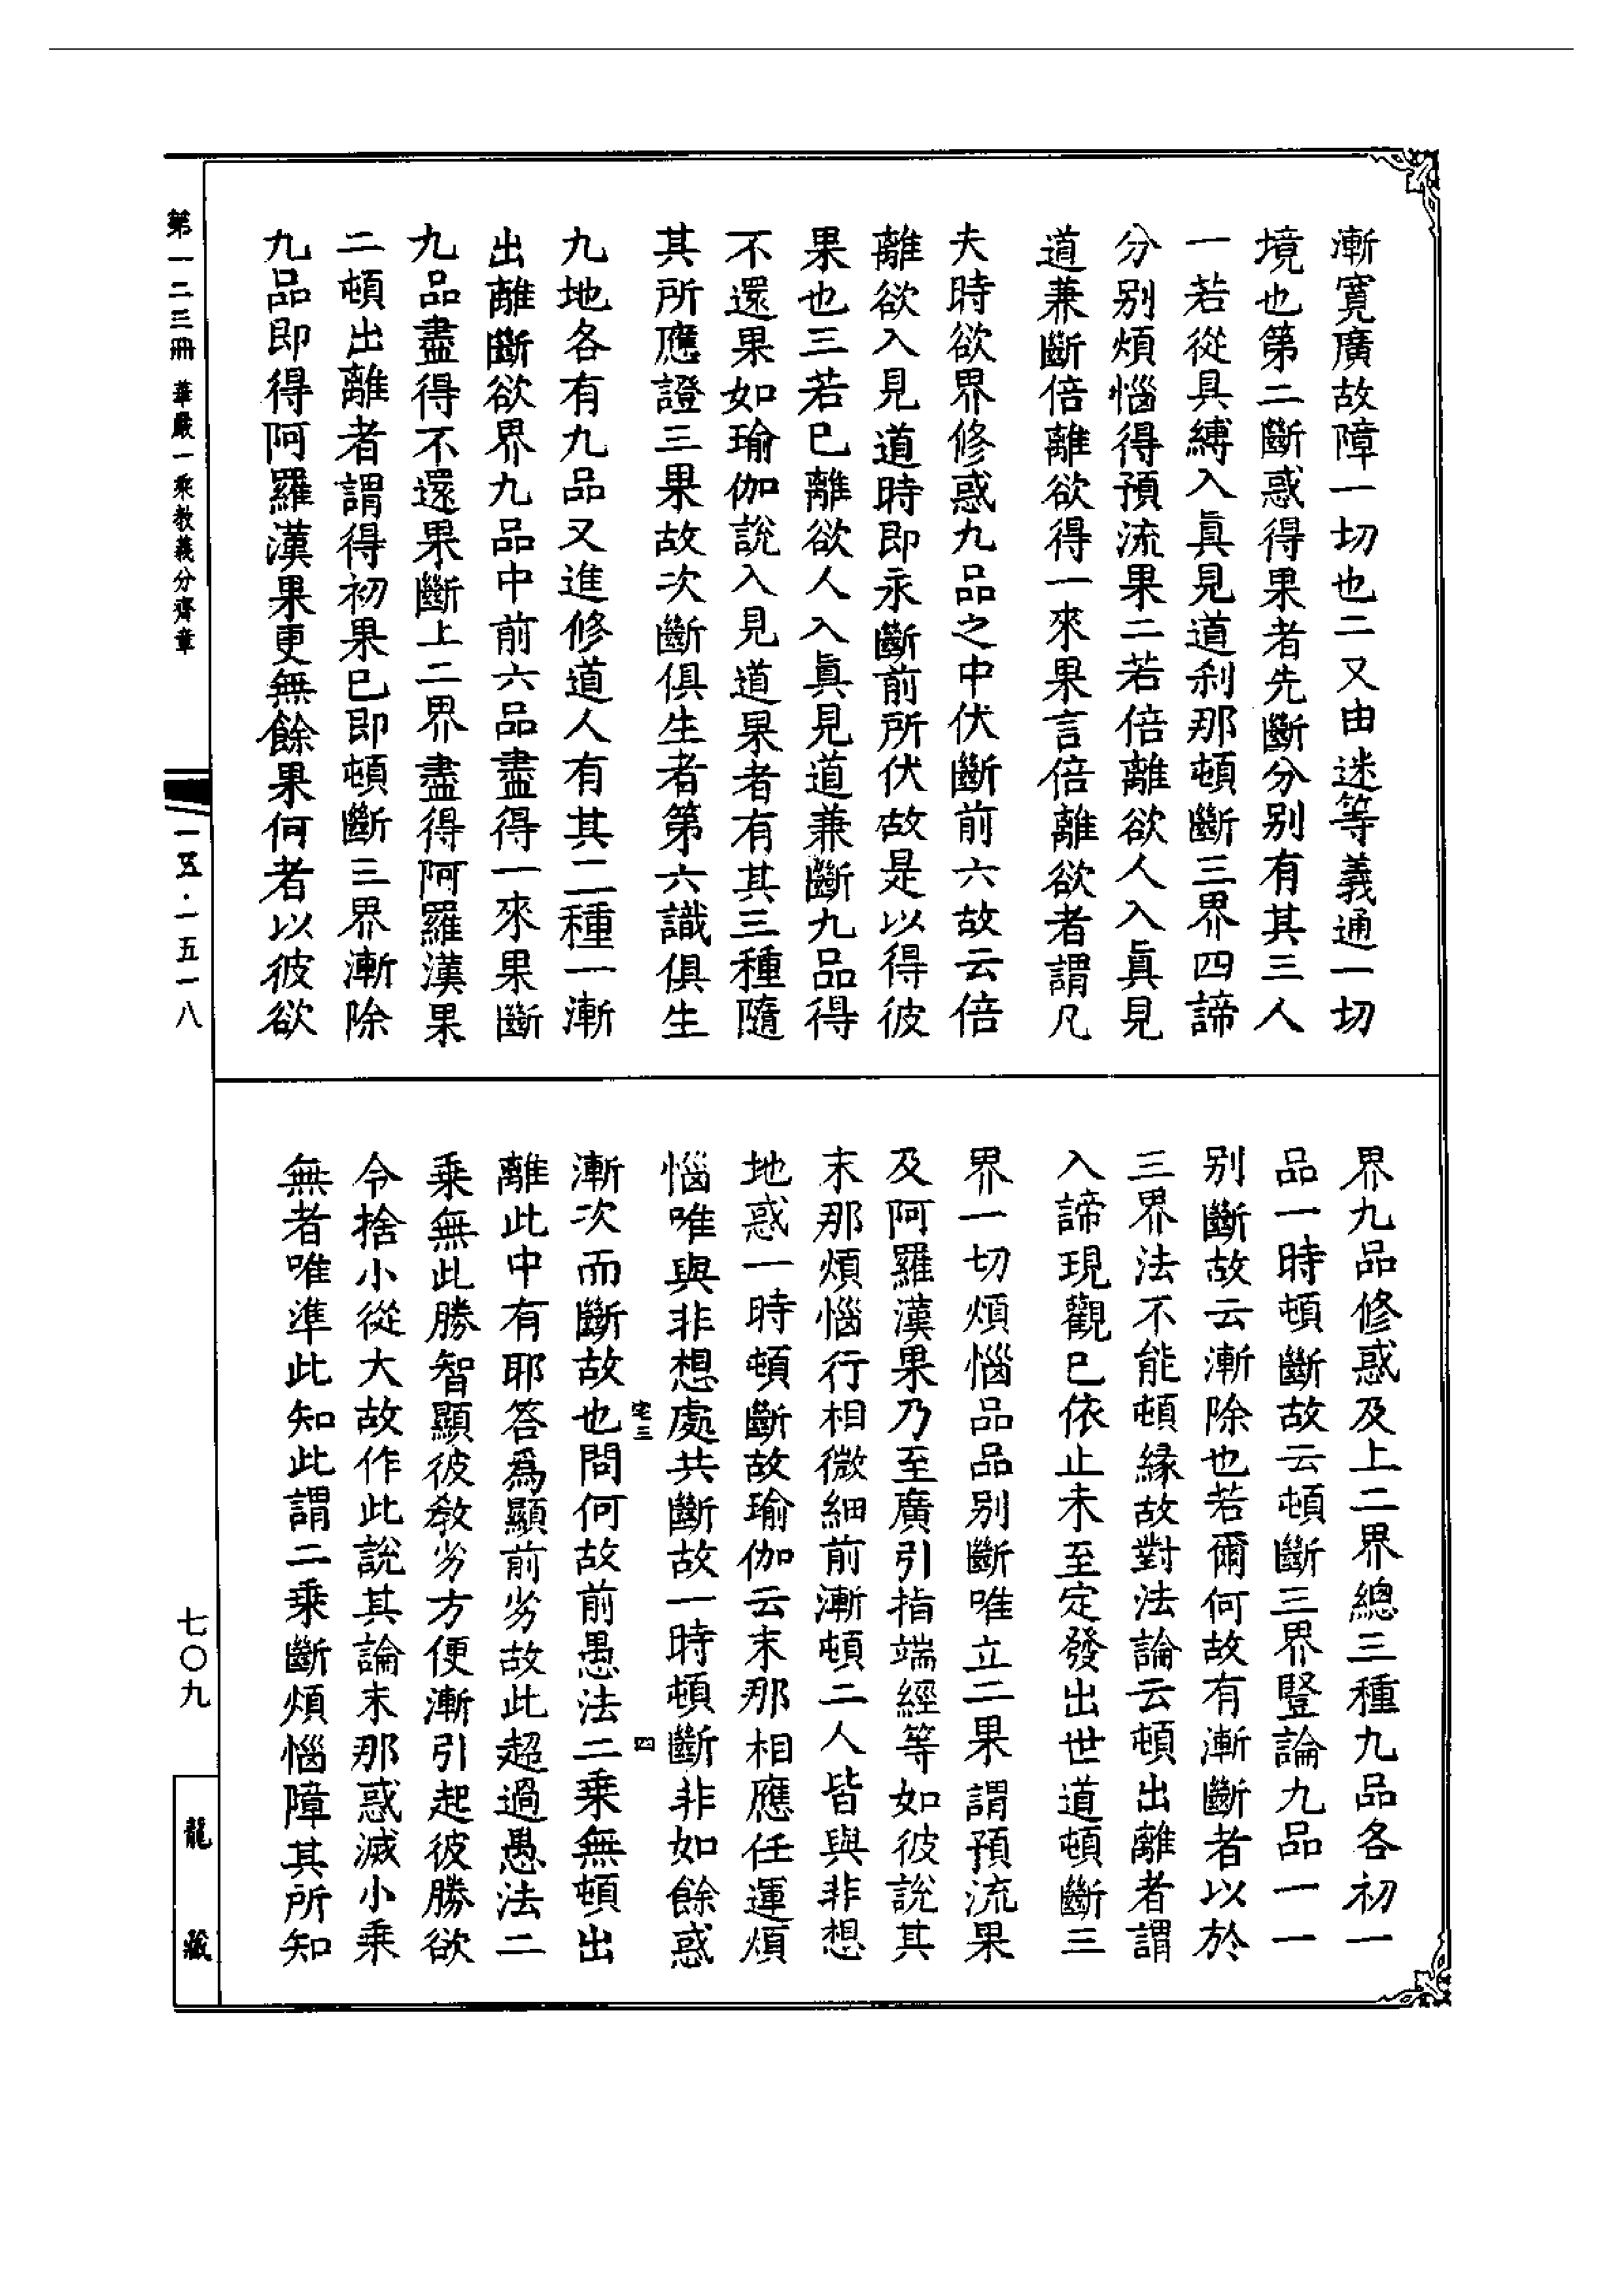 漸寬廣故障一切也二又由迷等義通一切
境也第二斷惑得果者先斷分别有其三人
一若從具縛入眞見道刹那頓斷三界四諦
分别煩惱得預流果二若倍離欲人入眞見
道兼斷倍離欲得一來果言倍離欲者謂凡
夫時欲界修惑九品之中伏斷前六故云倍
離欲入見道時即永斷前所伏故是以得彼
果也三若已離欲人入眞見道兼斷九品得
不還果如瑜伽說入見道果者有其三種隨
其所應證三果故次斷俱生者第六識俱生
九地各有九品又進修道人有其二種一漸
出離斷欲界九品中前六品盡得一來果斷
九品盡得不還果斷上二界盡得阿羅漢果
二頓出離者謂得初果已即頓斷三界漸除
九品即得阿羅漢果更無餘果何者以彼欲
界九品修惑及上二界總三種九品各初一
品一時頓斷故云頓斷三界豎論九品一一
别斷故云漸除也若爾何故有漸斷者以於
三界法不能頓緣故對法論云頓出離者謂
入諦現觀已依止未至定發出世道頓斷三
界一切煩惱品品别斷唯立二果謂預流果
及阿羅漢果乃至廣引指端經等如彼說其
末那煩惱行相微細前漸頓二人皆與非想
地惑一時頓斷故瑜伽云末那相應任運煩
惱唯與非想處共斷故一時頓斷非如餘惑
宅三 四
漸次而斷故也問何故前愚法二乘無頓出
離此中有耶答爲顯前劣故此超過愚法二
乘無此勝智顯彼教劣方便漸引起彼勝欲
令捨小從大故作此說其論末那惑滅小乘
無者唯準此知此謂二乘斷煩惱障其所知
第一二三冊 華嚴一乘教義分齊章
一五·一五一八
七〇九
龍藏